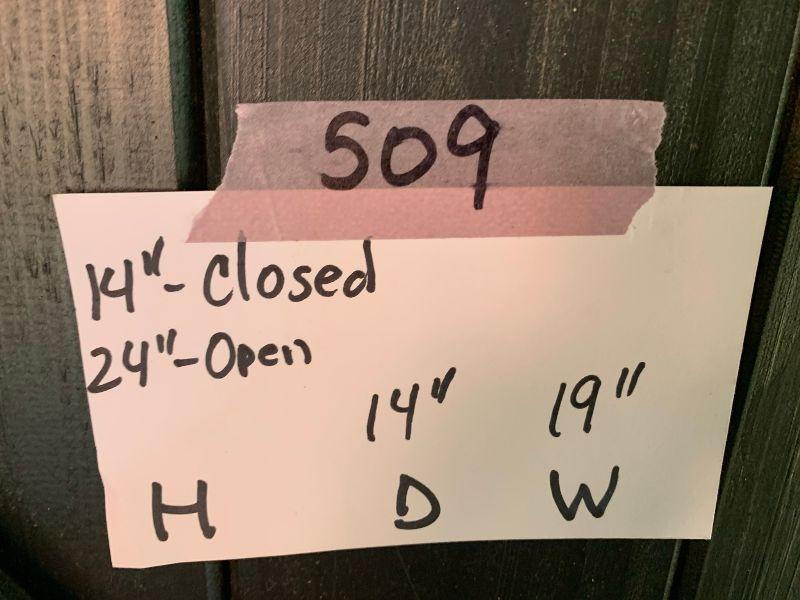 509
14"-Closed
24"-Open
14" 19"
H D W